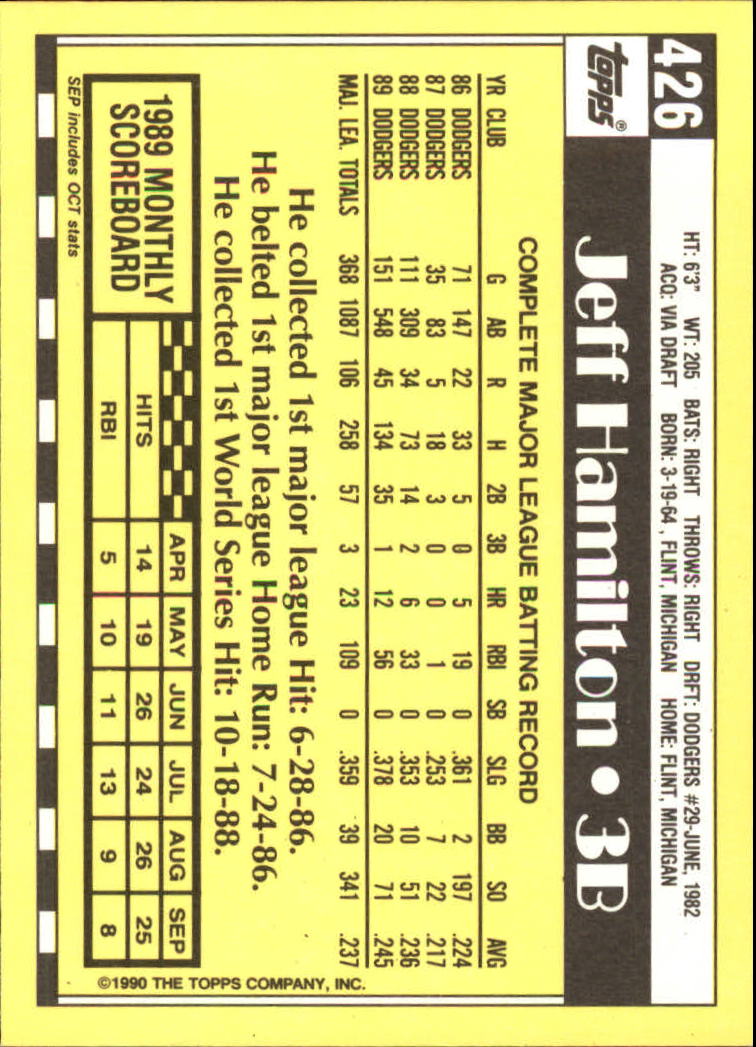 426
topps®
HT: 6'3" WT: 205 BATS: RIGHT THROWS: RIGHT DRFT: DODGERS #29-JUNE, 1982
ACQ: VIA DRAFT BORN: 3-19-64, FLINT, MICHIGAN HOME: FLINT, MICHIGAN
Jeff Hamilton • 3B
COMPLETE MAJOR LEAGUE BATTING RECORD
YR CLUB G AB R H 2B 3B HR RBI SB SLG BB SO AVG
86 DODGERS 71 147 22 33 5 0 5 19 0 .361 2 197 .224
87 DODGERS 35 83 5 18 3 0 0 1 0 .253 7 22 .217
88 DODGERS 111 309 34 73 14 2 6 33 0 .353 10 51 .236
89 DODGERS 151 548 45 134 35 1 12 56 0 .378 20 71 .245
MAJ. LEA. TOTALS 368 1087 106 258 57 3 23 109 0 .359 39 341 .237
He collected 1st major league Hit: 6-28-86.
He belted 1st major league Home Run: 7-24-86.
He collected 1st World Series Hit: 10-18-88.
1989 MONTHLY
SCOREBOARD
APR MAY JUN JUL AUG SEP
HITS 14 19 26 24 26 25
RBI 5 10 11 13 9 8
SEP includes OCT stats
©1990 THE TOPPS COMPANY, INC.